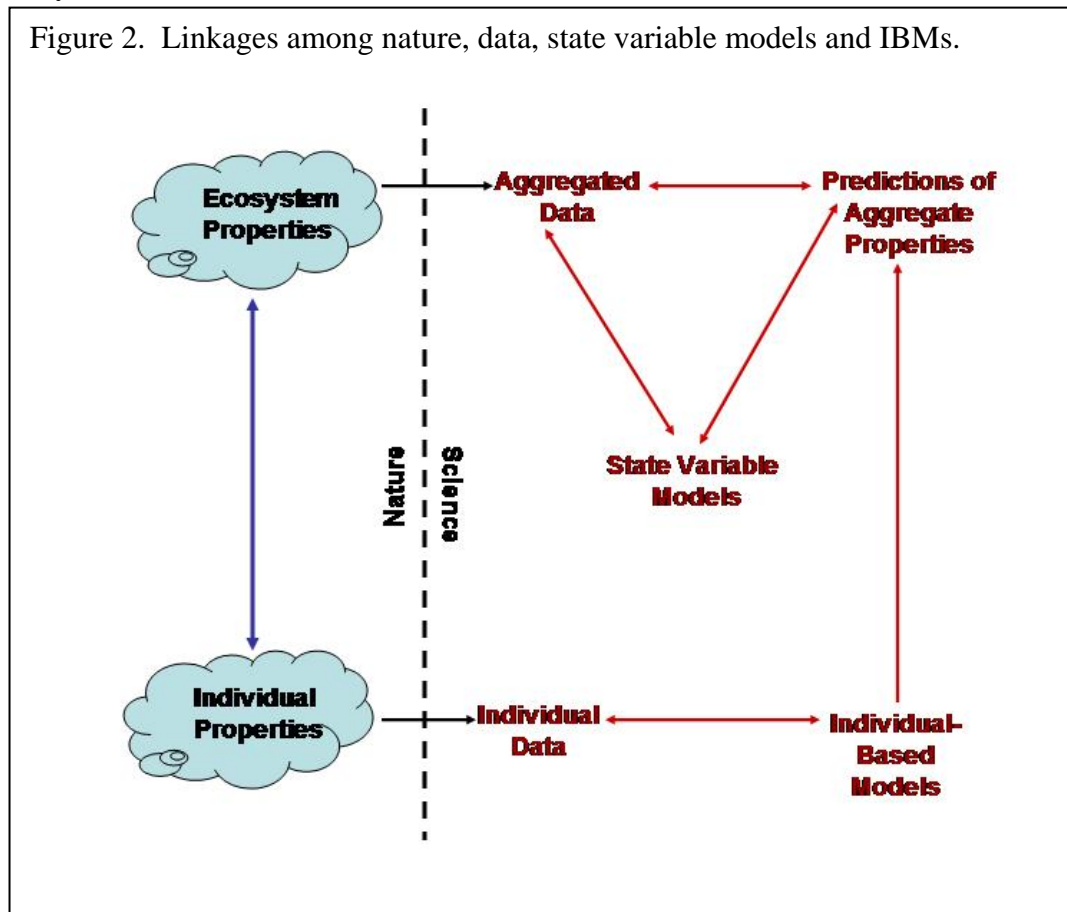 Figure 2.  Linkages among nature, data, state variable models and IBMs.
Ecosystem
Properties
Aggregated
Data
Predictions of
Aggregate
Properties
Nature
Science
State Variable
Models
Individual
Properties
Individual
Data
Individual-
Based
Models